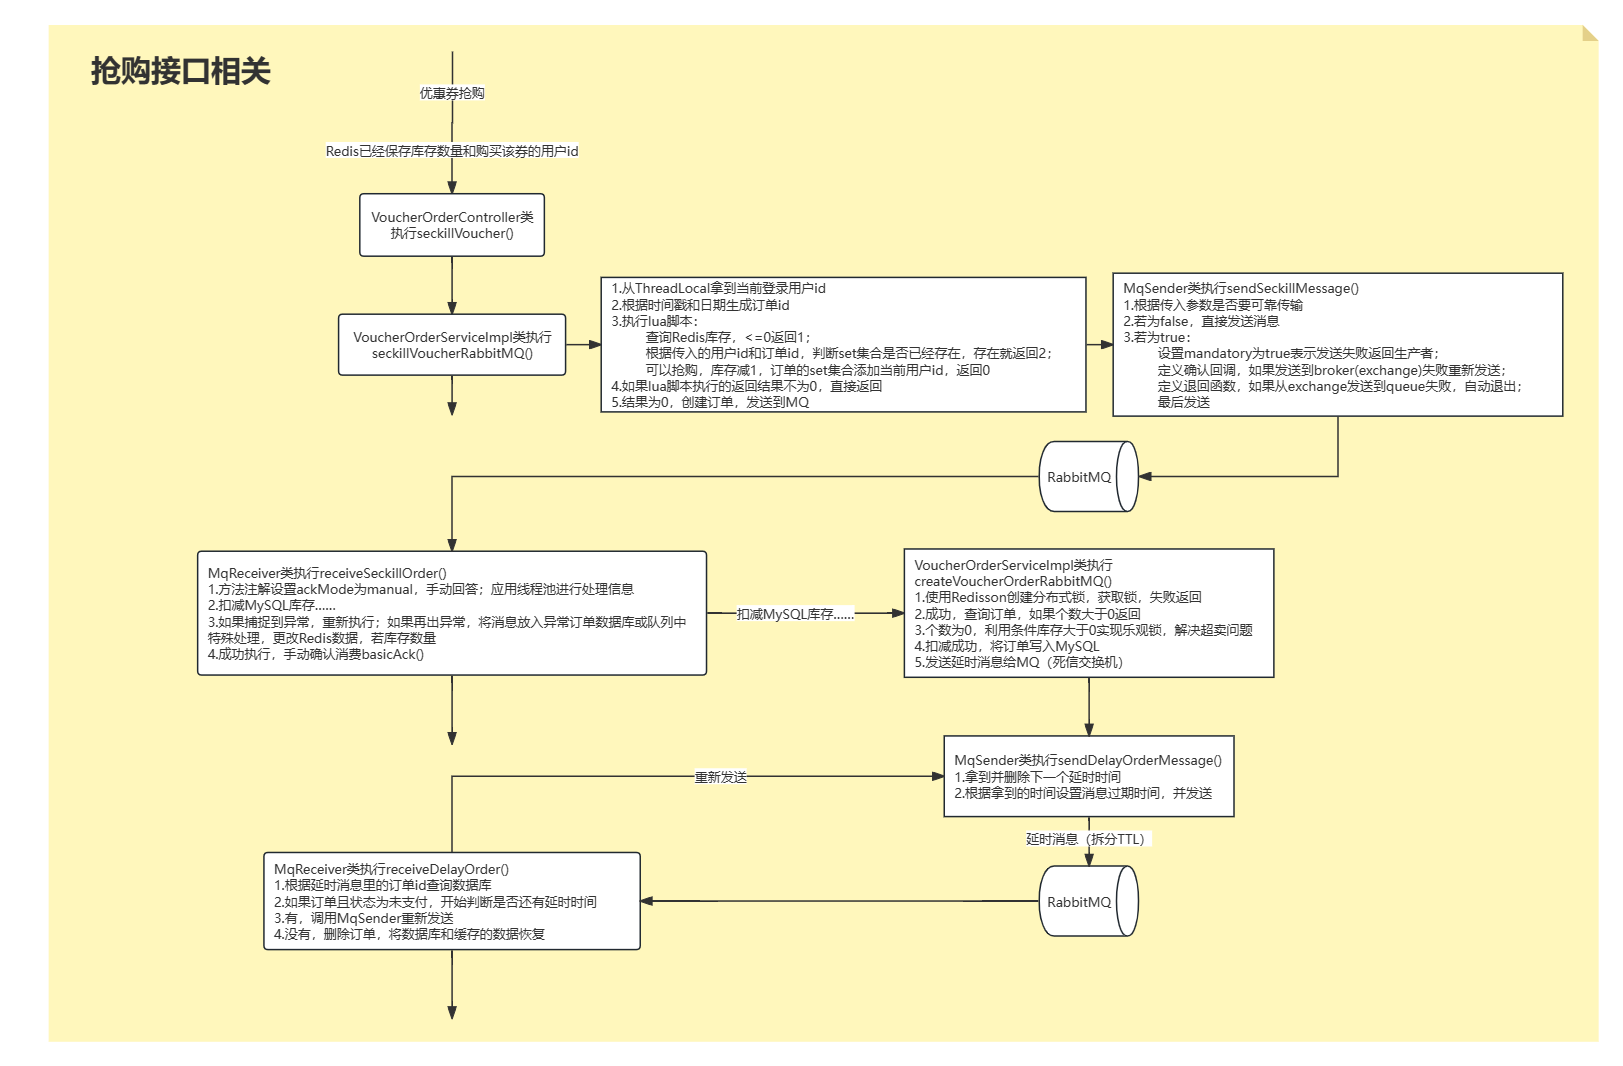 抢购接口相关
优惠券抢购
Redis已经保存库存数量和购买该券的用户id
VoucherOrderController类
执行seckillVoucher()
VoucherOrderServiceImpl类执行
seckillVoucherRabbitMQ()
1.从ThreadLocal拿到当前登录用户id
2.根据时间戳和日期生成订单id
3.执行lua脚本：
查询Redis库存，<=0返回1；
根据传入的用户id和订单id，判断set集合是否已经存在，存在就返回2；
可以抢购，库存减1，订单的set集合添加当前用户id，返回0
4.如果lua脚本执行的返回结果不为0，直接返回
5.结果为0，创建订单，发送到MQ
MqSender类执行sendSeckillMessage()
1.根据传入参数是否要可靠传输
2.若为false，直接发送消息
3.若为true：
设置mandatory为true表示发送失败返回生产者；
定义确认回调，如果发送到broker(exchange)失败重新发送；
定义退回函数，如果从exchange发送到queue失败，自动退出；
最后发送
RabbitMQ
MqReceiver类执行receiveSeckillOrder()
1.方法注解设置ackMode为manual，手动回答；应用线程池进行处理信息
2.扣减MySQL库存......
3.如果捕捉到异常，重新执行；如果再出异常，将消息放入异常订单数据库或队列中
特殊处理，更改Redis数据，若库存数量
4.成功执行，手动确认消费basicAck()
扣减MySQL库存......
VoucherOrderServiceImpl类执行
createVoucherOrderRabbitMQ()
1.使用Redisson创建分布式锁，获取锁，失败返回
2.成功，查询订单，如果个数大于0返回
3.个数为0，利用条件库存大于0实现乐观锁，解决超卖问题
4.扣减成功，将订单写入MySQL
5.发送延时消息给MQ（死信交换机）
MqSender类执行sendDelayOrderMessage()
1.拿到并删除下一个延时时间
2.根据拿到的时间设置消息过期时间，并发送
重新发送
延时消息（拆分TTL）
RabbitMQ
MqReceiver类执行receiveDelayOrder()
1.根据延时消息里的订单id查询数据库
2.如果订单且状态为未支付，开始判断是否还有延时时间
3.有，调用MqSender重新发送
4.没有，删除订单，将数据库和缓存的数据恢复